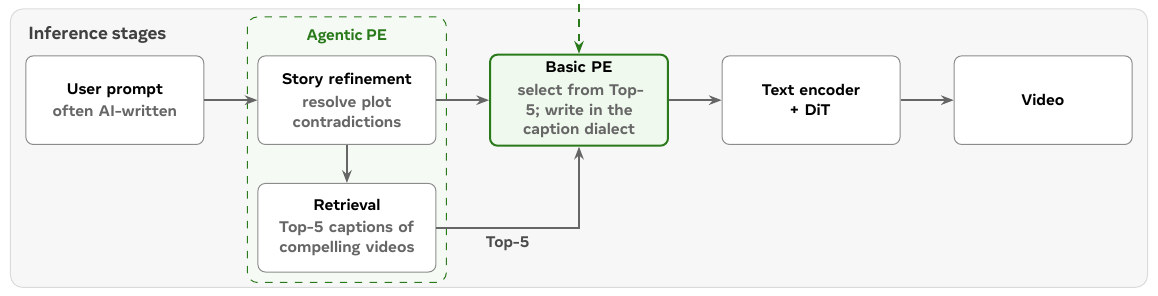 Inference stages
Agentic PE
User prompt
often AI-written
Story refinement
resolve plot
contradictions
Basic PE
select from Top-
5; write in the
caption dialect
Text encoder
+ DiT
Video
Retrieval
Top-5 captions of
compelling videos
Top-5